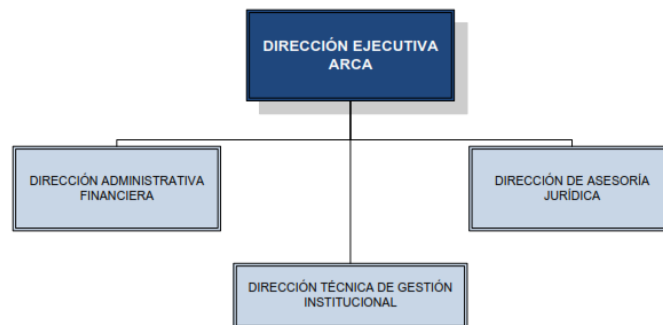 DIRECCIÓN EJECUTIVA
ARCA
DIRECCIÓN ADMINISTRATIVA
FINANCIERA
DIRECCIÓN DE ASESORÍA
JURÍDICA
DIRECCIÓN TÉCNICA DE GESTIÓN
INSTITUCIONAL